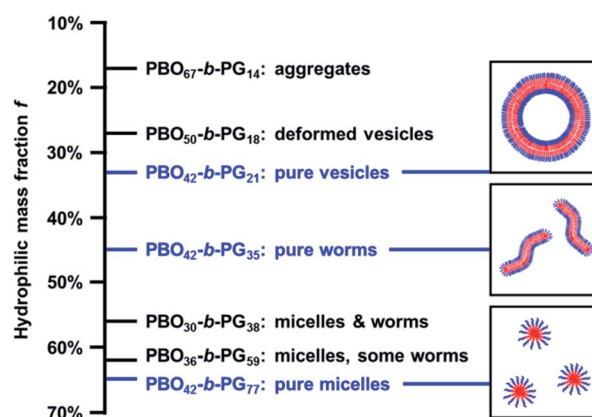 Hydrophilic mass fraction f
10%
20%
30%
40%
50%
60%
70%
PBO₆₇-b-PG₁₄: aggregates
PBO₅₀-b-PG₁₈: deformed vesicles
PBO₄₂-b-PG₂₁: pure vesicles
PBO₄₂-b-PG₃₅: pure worms
PBO₃₀-b-PG₃₈: micelles & worms
PBO₃₆-b-PG₅₉: micelles, some worms
PBO₄₂-b-PG₇₇: pure micelles